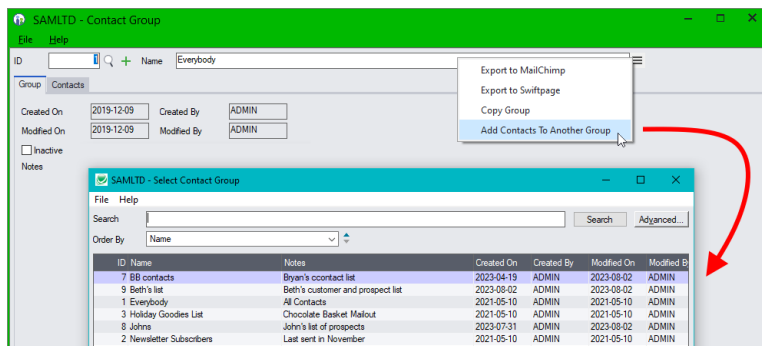 SAMLTD - Contact Group
File Help
ID 1 Name Everybody
Export to MailChimp
Export to Swiftpage
Copy Group
Add Contacts To Another Group
Group Contacts
Created On 2019-12-09 Created By ADMIN
Modified On 2019-12-09 Modified By ADMIN
Inactive
Notes
SAMLTD - Select Contact Group
File Help
Search Search Advanced...
Order By Name
ID Name Notes Created On Created By Modified On Modified B
7 BB contacts Bryan's ccontact list 2023-04-19 ADMIN 2023-08-02 ADMIN
9 Beth's list Beth's customer and prospect list 2023-08-02 ADMIN 2023-08-02 ADMIN
1 Everybody All Contacts 2021-05-10 ADMIN 2021-05-10 ADMIN
3 Holiday Goodies List Chocolate Basket Mailout 2021-05-10 ADMIN 2021-05-10 ADMIN
8 Johns John's list of prospects 2023-07-31 ADMIN 2023-08-02 ADMIN
2 Newsletter Subscribers Last sent in November 2021-05-10 ADMIN 2021-05-10 ADMIN